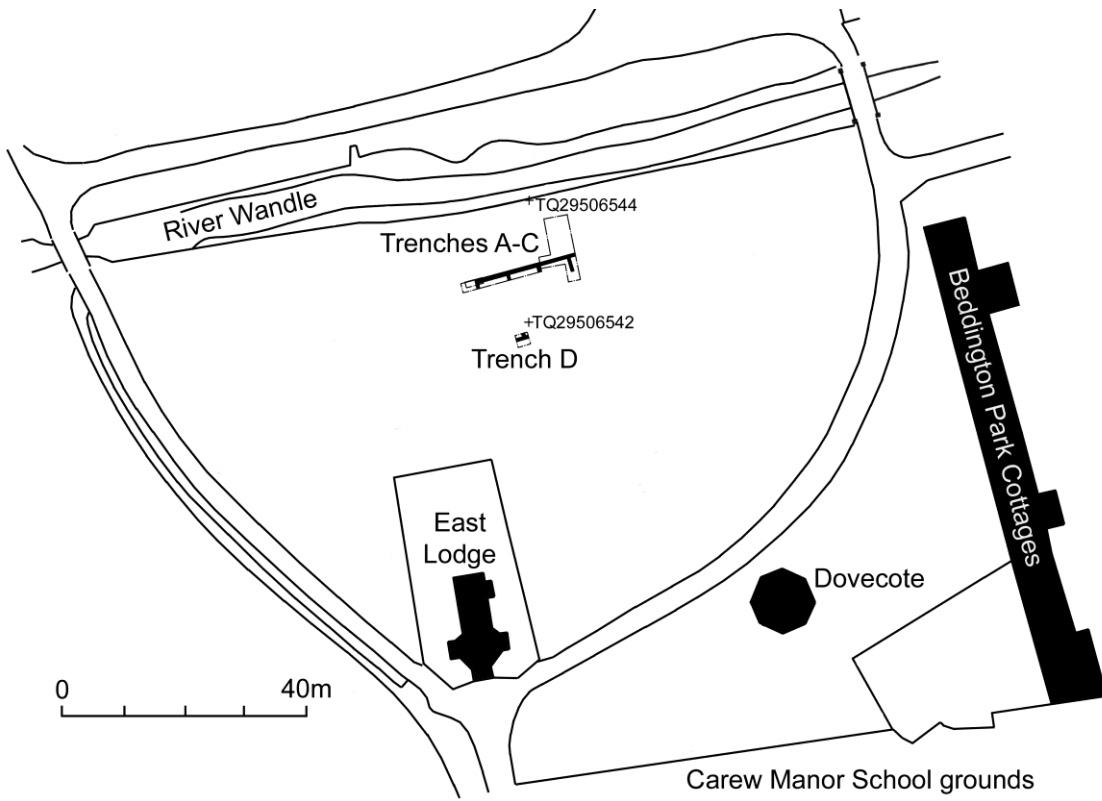 +TQ29506544
River Wandle
Trenches A-C
+TQ29506542
Trench D
Beddington Park Cottages
East
Lodge
Dovecote
0 40m
Carew Manor School grounds